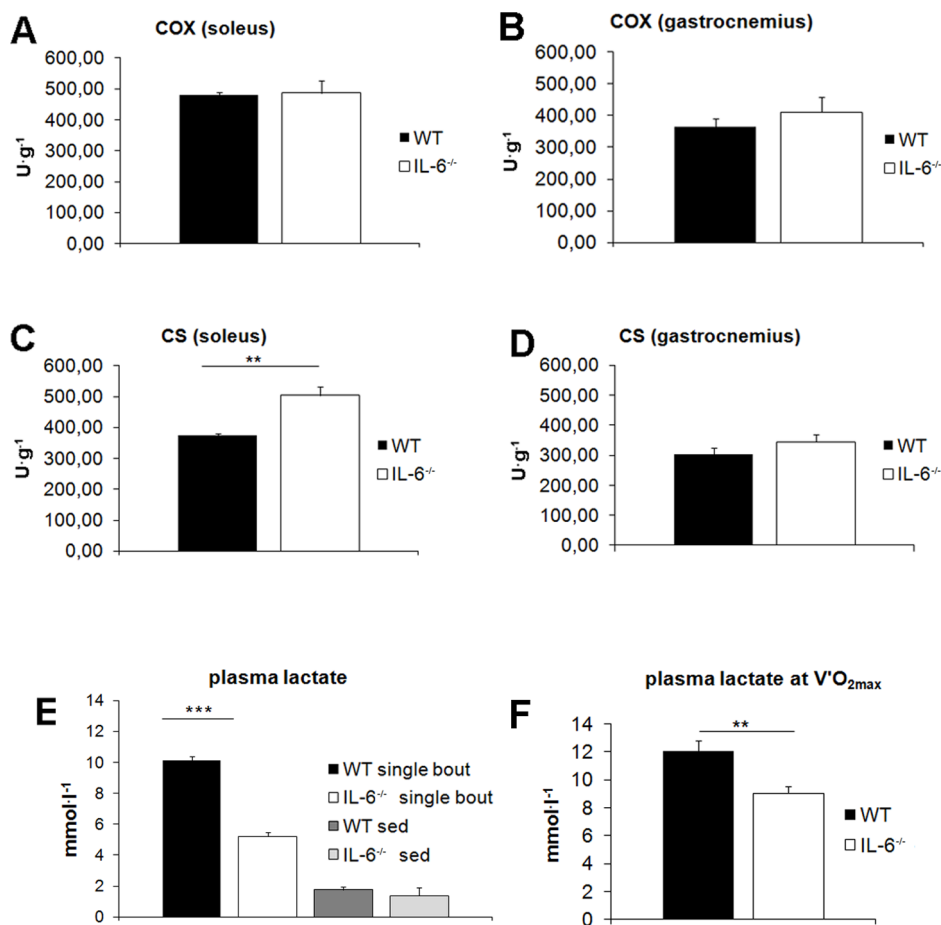 A
COX (soleus)
600,00
500,00
400,00
300,00
200,00
100,00
0,00
U·g⁻¹
WT
IL-6⁻/⁻
B
COX (gastrocnemius)
600,00
500,00
400,00
300,00
200,00
100,00
0,00
U·g⁻¹
WT
IL-6⁻/⁻
C
CS (soleus)
**
600,00
500,00
400,00
300,00
200,00
100,00
0,00
U·g⁻¹
WT
IL-6⁻/⁻
D
CS (gastrocnemius)
600,00
500,00
400,00
300,00
200,00
100,00
0,00
U·g⁻¹
WT
IL-6⁻/⁻
E
plasma lactate
***
14
12
10
8
6
4
2
0
mmol·l⁻¹
WT single bout
IL-6⁻/⁻ single bout
WT sed
IL-6⁻/⁻ sed
F
plasma lactate at V'O₂max
**
14
12
10
8
6
4
2
0
mmol·l⁻¹
WT
IL-6⁻/⁻